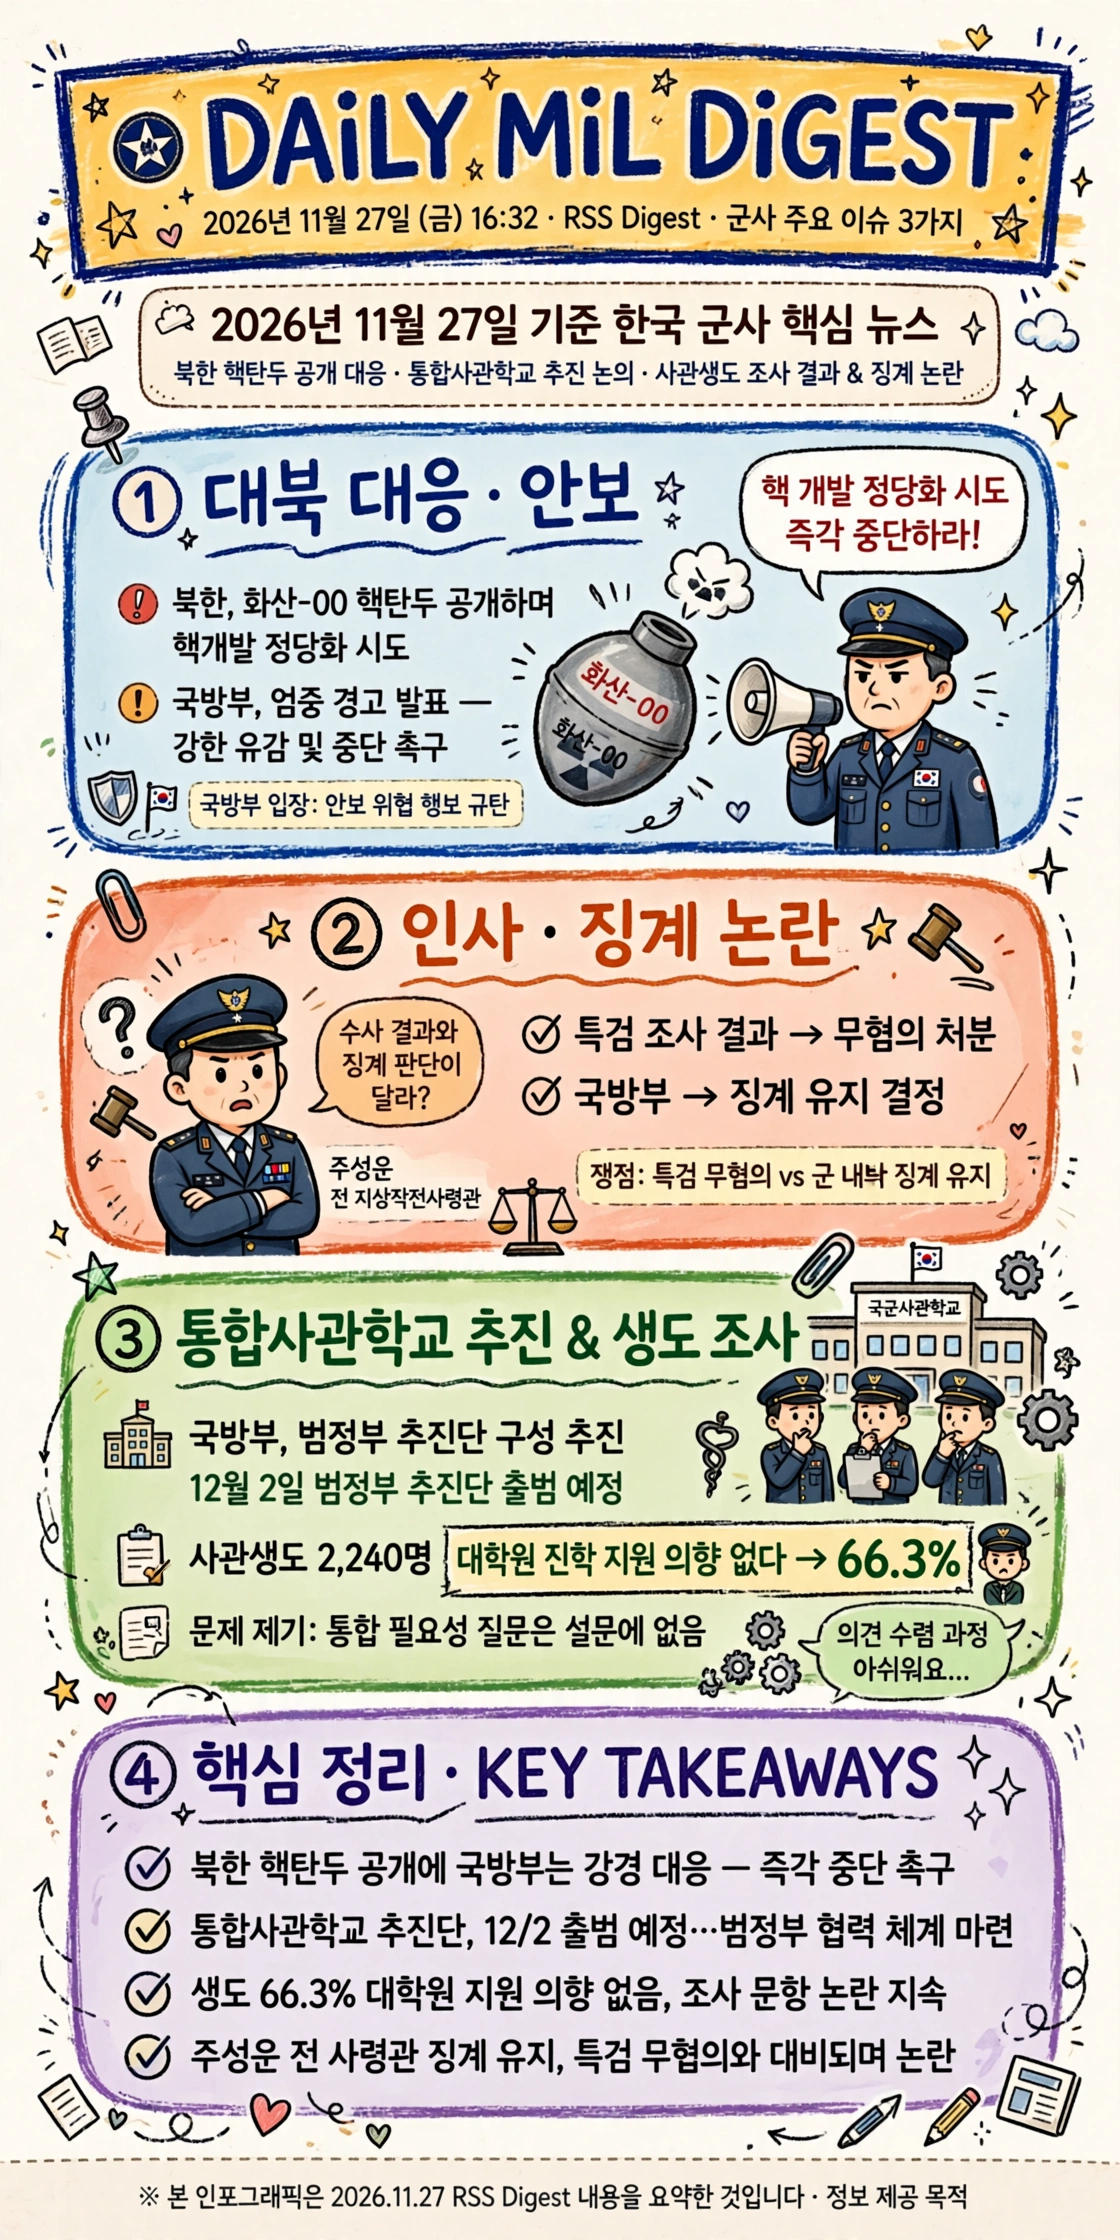 DAiLY MiL DiGEST
2026년 11월 27일 (금) 16:32 · RSS Digest · 군사 주요 이슈 3가지
2026년 11월 27일 기준 한국 군사 핵심 뉴스
북한 핵탄두 공개 대응 · 통합사관학교 추진 논의 · 사관생도 조사 결과 & 징계 논란
① 대북 대응 · 안보
핵 개발 정당화 시도
즉각 중단하라!
북한, 화산-00 핵탄두 공개하며
핵개발 정당화 시도
국방부, 엄중 경고 발표 —
강한 유감 및 중단 촉구
국방부 입장: 안보 위협 행보 규탄
화산-00
화산-00
② 인사 · 징계 논란
?
수사 결과와
징계 판단이
달라?
특검 조사 결과 → 무혐의 처분
국방부 → 징계 유지 결정
주성운
전 지상작전사령관
쟁점: 특검 무혐의 vs 군 내 징계 유지
③ 통합사관학교 추진 & 생도 조사
국군사관학교
국방부, 범정부 추진단 구성 추진
12월 2일 범정부 추진단 출범 예정
사관생도 2,240명 대학원 진학 지원 의향 없다 → 66.3%
문제 제기: 통합 필요성 질문은 설문에 없음
의견 수렴 과정
아쉬워요...
④ 핵심 정리 · KEY TAKEAWAYS
북한 핵탄두 공개에 국방부는 강경 대응 — 즉각 중단 촉구
통합사관학교 추진단, 12/2 출범 예정…범정부 협력 체계 마련
생도 66.3% 대학원 지원 의향 없음, 조사 문항 논란 지속
주성운 전 사령관 징계 유지, 특검 무협의와 대비되며 논란
※ 본 인포그래픽은 2026.11.27 RSS Digest 내용을 요약한 것입니다 · 정보 제공 목적